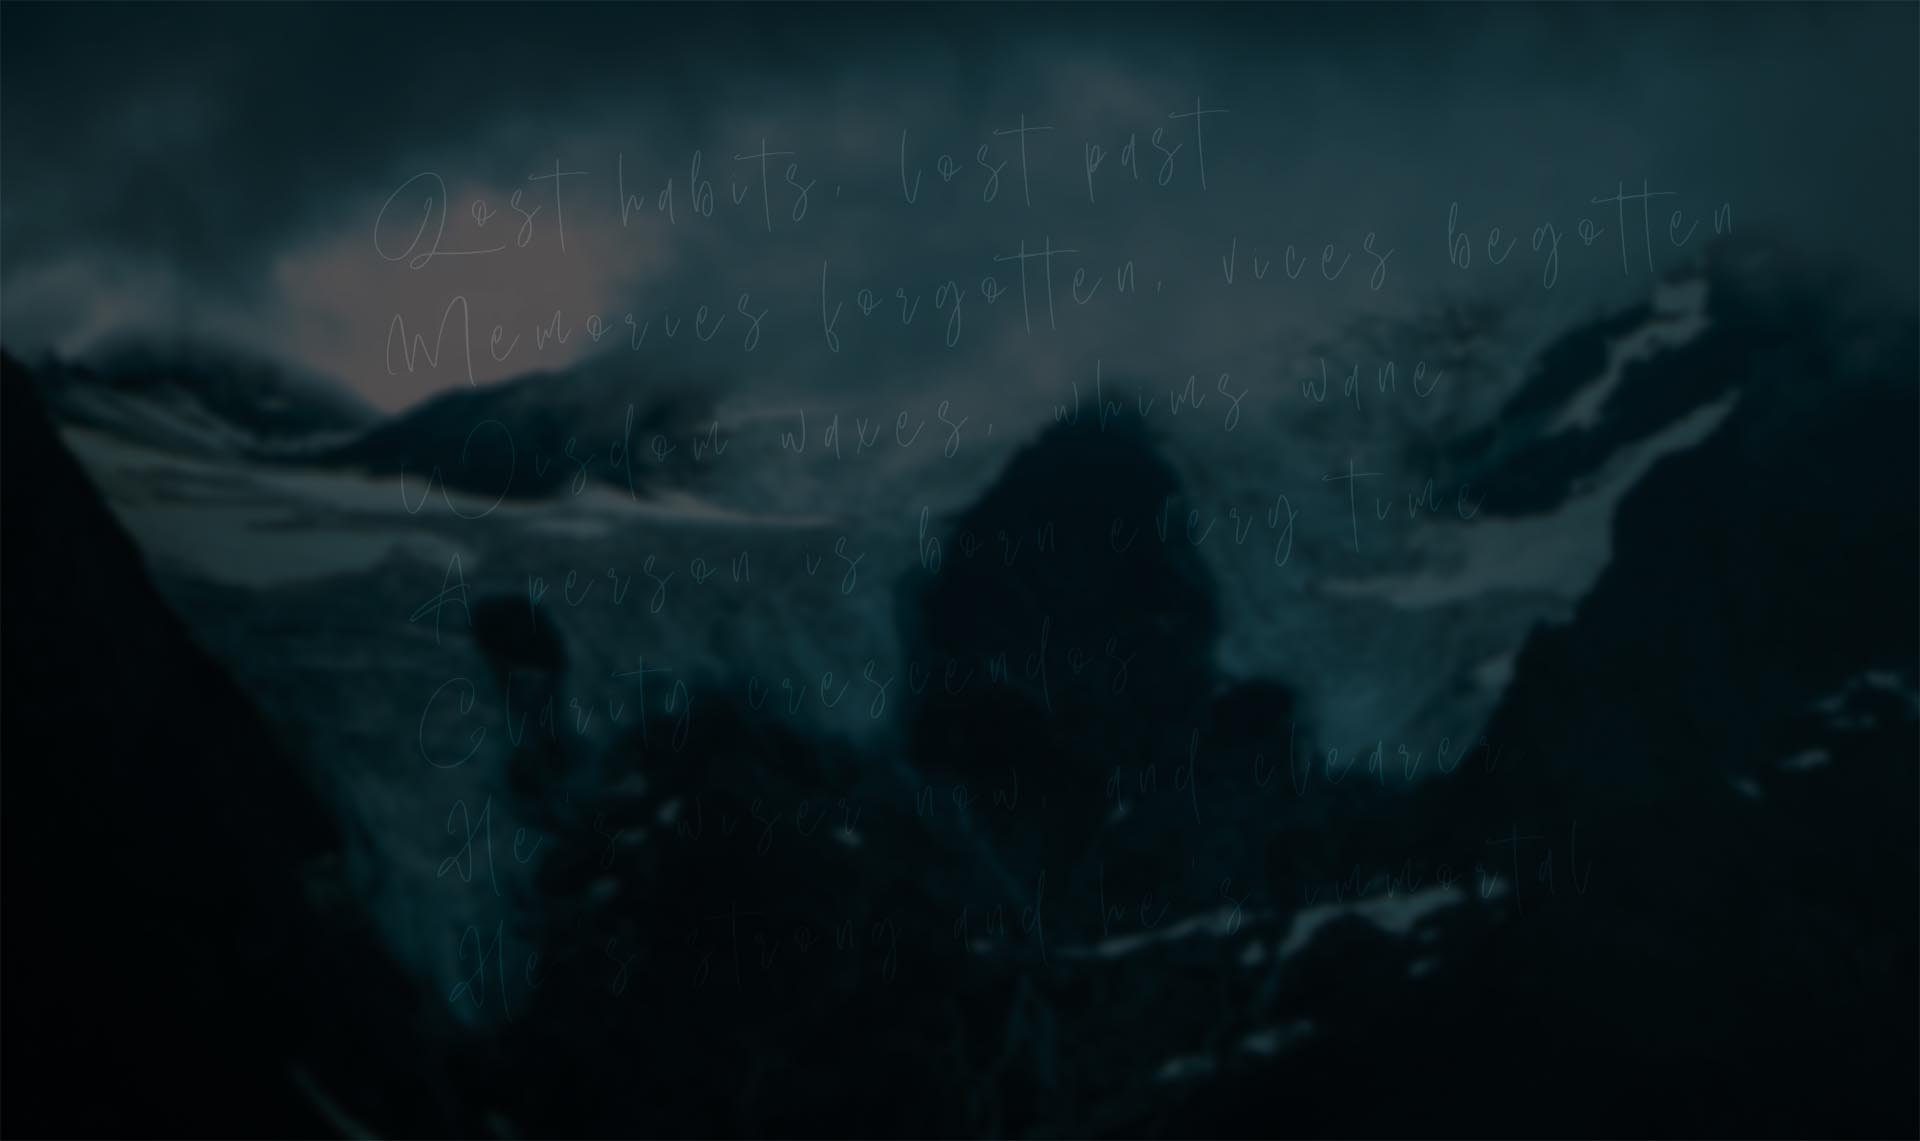 Lost habits, lost past
Memories forgotten, vices begotten
Wisdom waxes, whims wane
A person is born every time
Clarity crescendos
He's wiser now, and clearer
He's strong and he's immortal